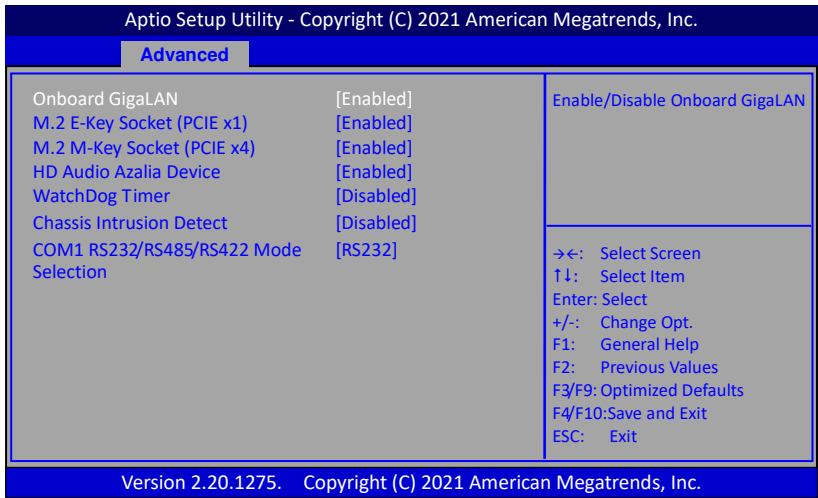 Aptio Setup Utility - Copyright (C) 2021 American Megatrends, Inc.
Advanced
Onboard GigaLAN [Enabled]
M.2 E-Key Socket (PCIE x1) [Enabled]
M.2 M-Key Socket (PCIE x4) [Enabled]
HD Audio Azalia Device [Enabled]
WatchDog Timer [Disabled]
Chassis Intrusion Detect [Disabled]
COM1 RS232/RS485/RS422 Mode [RS232]
Selection
Enable/Disable Onboard GigaLAN
→←: Select Screen
↑↓: Select Item
Enter: Select
+/-: Change Opt.
F1: General Help
F2: Previous Values
F3/F9: Optimized Defaults
F4/F10:Save and Exit
ESC: Exit
Version 2.20.1275. Copyright (C) 2021 American Megatrends, Inc.